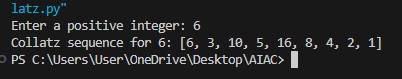 latz.py"
Enter a positive integer: 6
Collatz sequence for 6: [6, 3, 10, 5, 16, 8, 4, 2, 1]
PS C:\Users\User\OneDrive\Desktop\AIAC>